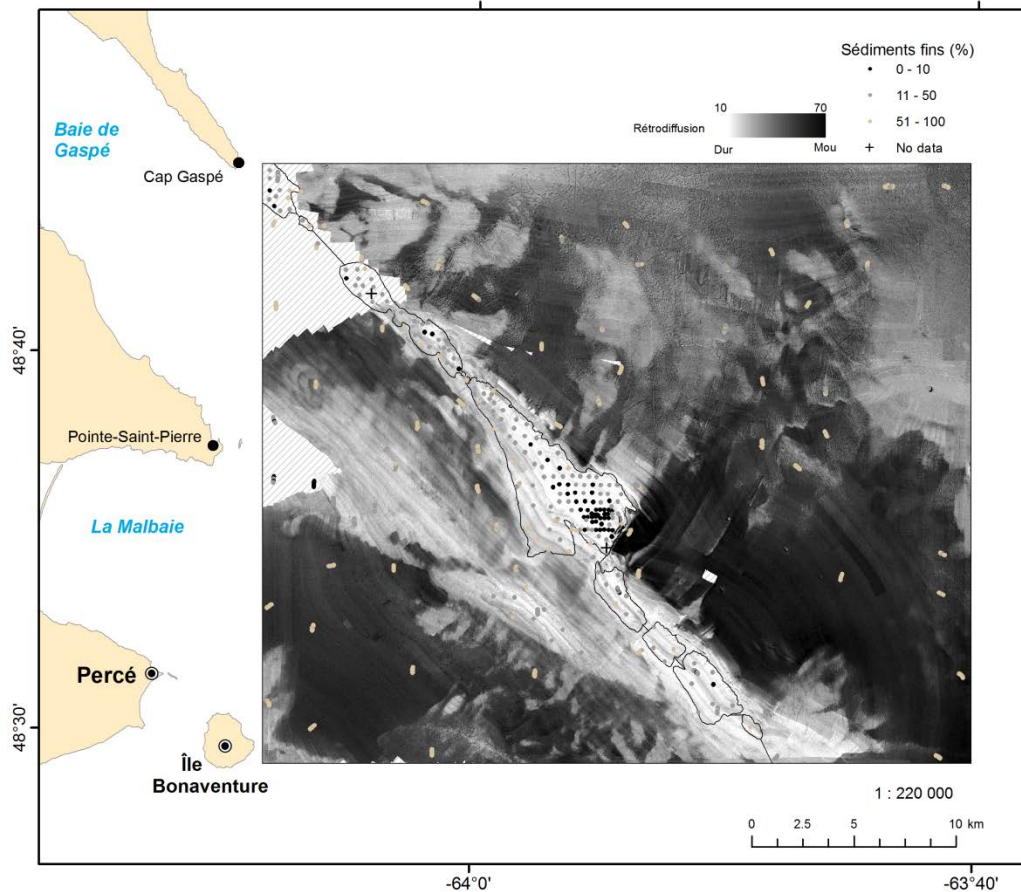 Sédiments fins (%)
0 - 10
11 - 50
51 - 100
No data
10 70
Rétrodiffusion
Dur Mou
Baie de
Gaspé
Cap Gaspé
48°40'
Pointe-Saint-Pierre
La Malbaie
Percé
48°30'
Île
Bonaventure
1 : 220 000
0 2.5 5 10 km
-64°0' -63°40'